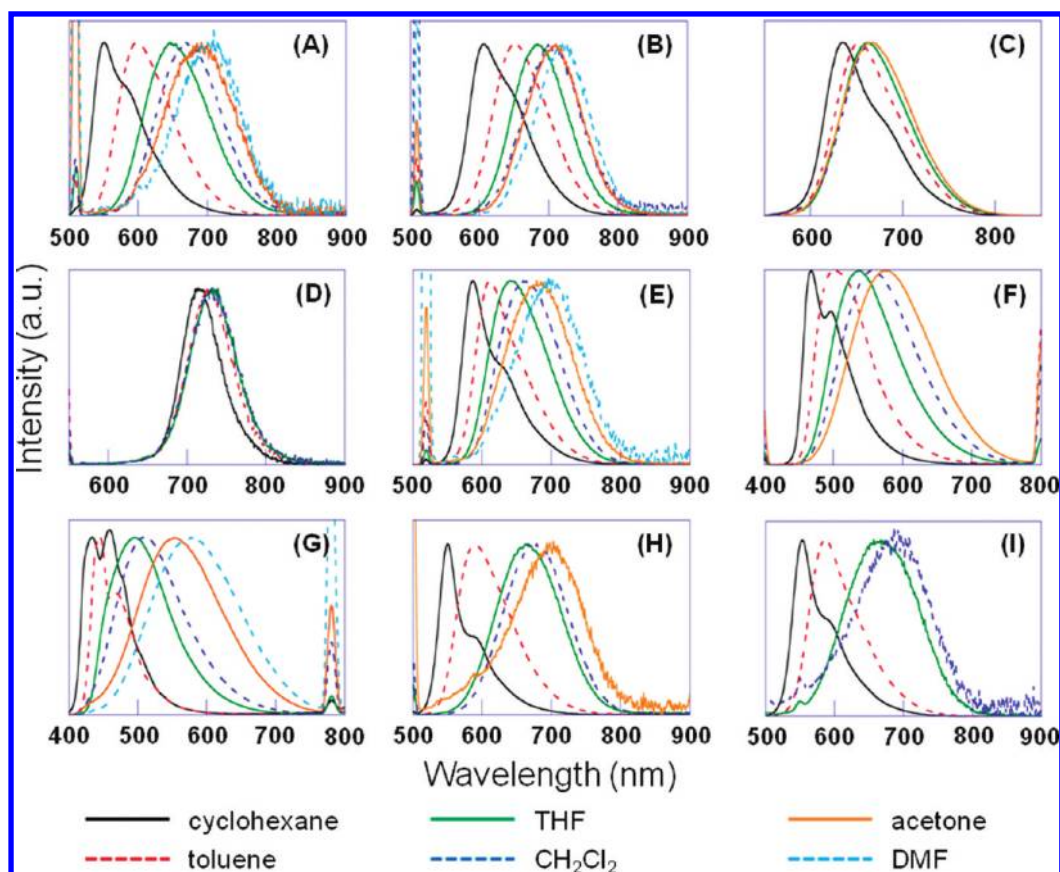 (A) (B) (C)
500 600 700 800 900 500 600 700 800 900 600 700 800
(D) (E) (F)
600 700 800 900 500 600 700 800 900 400 500 600 700 800
Intensity (a.u.)
(G) (H) (I)
400 500 600 700 800 500 600 700 800 900 500 600 700 800 900
Wavelength (nm)
cyclohexane THF acetone
toluene CH₂Cl₂ DMF